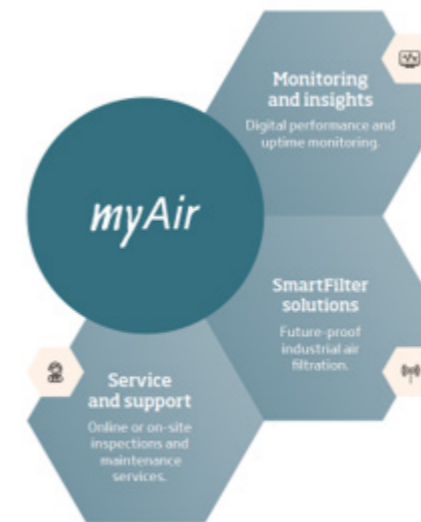 Monitoring
and insights
Digital performance and
uptime monitoring.
myAir
SmartFilter
solutions
Future-proof
industrial air
filtration.
Service
and support
Online or on-site
inspections and
maintenance
services.